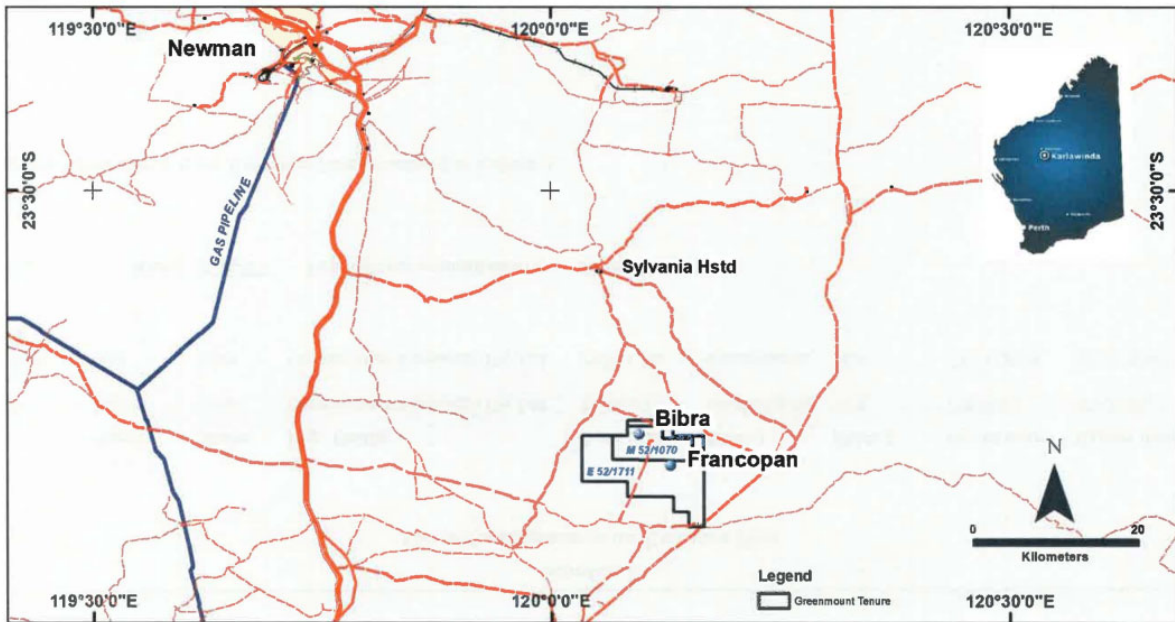 119°30'0"E
120°0'0"E
120°30'0"E
Newman
23°30'0"S
GAS PIPELINE
Karlawinda
Perth
23°30'0"S
Sylvania Hstd
Bibra
M 52/1070
Francopan
E 52/1711
N
0 20
Kilometers
Legend
Greenmount Tenure
119°30'0"E
120°0'0"E
120°30'0"E